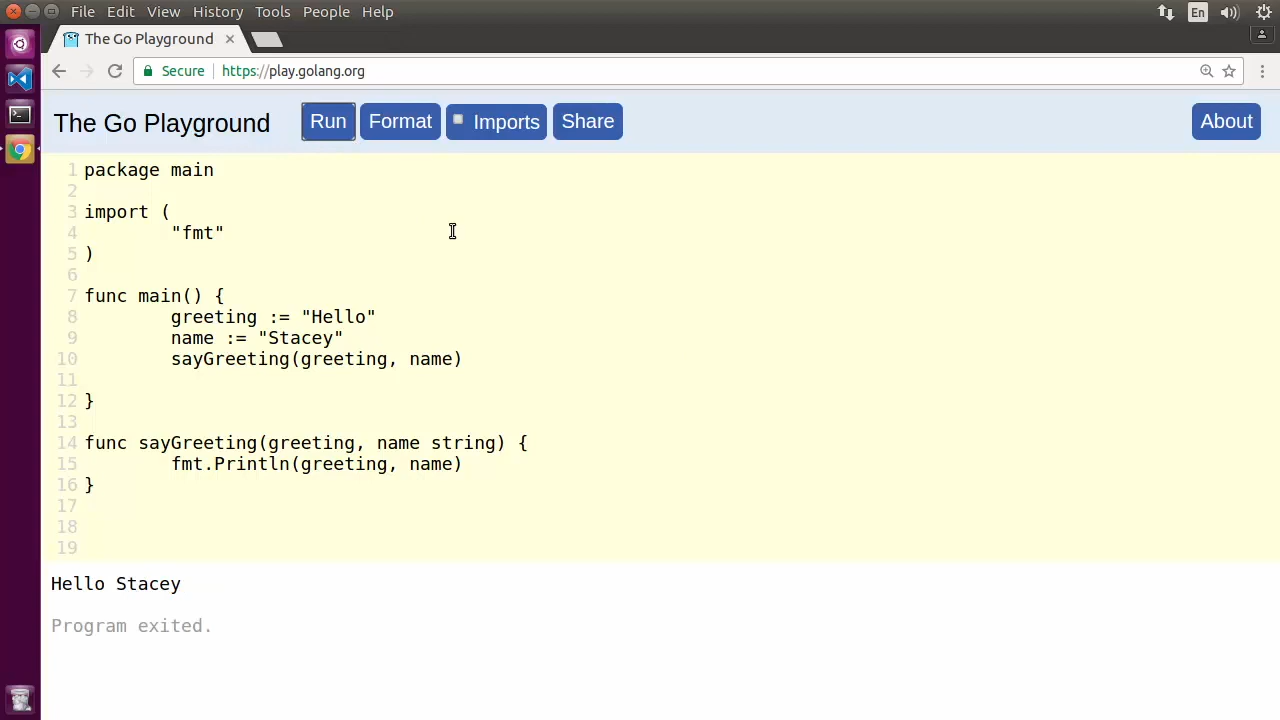 File Edit View History Tools People Help
En
The Go Playground
Secure https://play.golang.org
The Go Playground Run Format Imports Share About
1 package main
2
3 import (
4 "fmt"
5 )
6
7 func main() {
8 greeting := "Hello"
9 name := "Stacey"
10 sayGreeting(greeting, name)
11
12 }
13
14 func sayGreeting(greeting, name string) {
15 fmt.Println(greeting, name)
16 }
17
18
19
Hello Stacey
Program exited.